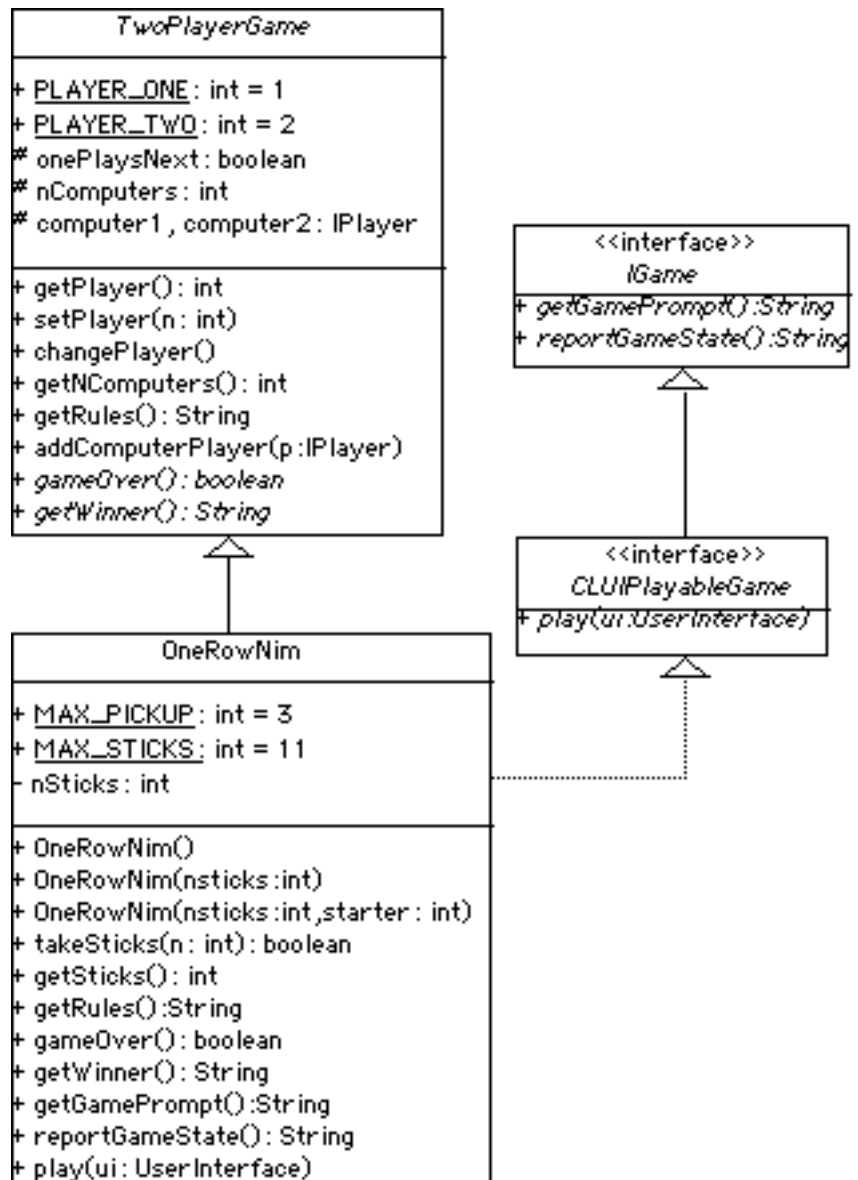 TwoPlayerGame
+ PLAYER_ONE: int = 1
+ PLAYER_TWO: int = 2
# onePlaysNext: boolean
# nComputers: int
# computer1, computer2: IPlayer
+ getPlayer(): int
+ setPlayer(n: int)
+ changePlayer()
+ getNComputers(): int
+ getRules(): String
+ addComputerPlayer(p:IPlayer)
+ gameOver(): boolean
+ getWinner(): String
<<interface>>
IGame
+ getGamePrompt():String
+ reportGameState():String
<<interface>>
CLUIPlayableGame
+ play(ui:UserInterface)
OneRowNim
+ MAX_PICKUP: int = 3
+ MAX_STICKS: int = 11
- nSticks: int
+ OneRowNim()
+ OneRowNim(nsticks:int)
+ OneRowNim(nsticks:int,starter: int)
+ takeSticks(n: int): boolean
+ getSticks(): int
+ getRules():String
+ gameOver(): boolean
+ getWinner(): String
+ getGamePrompt():String
+ reportGameState(): String
+ play(ui: UserInterface)